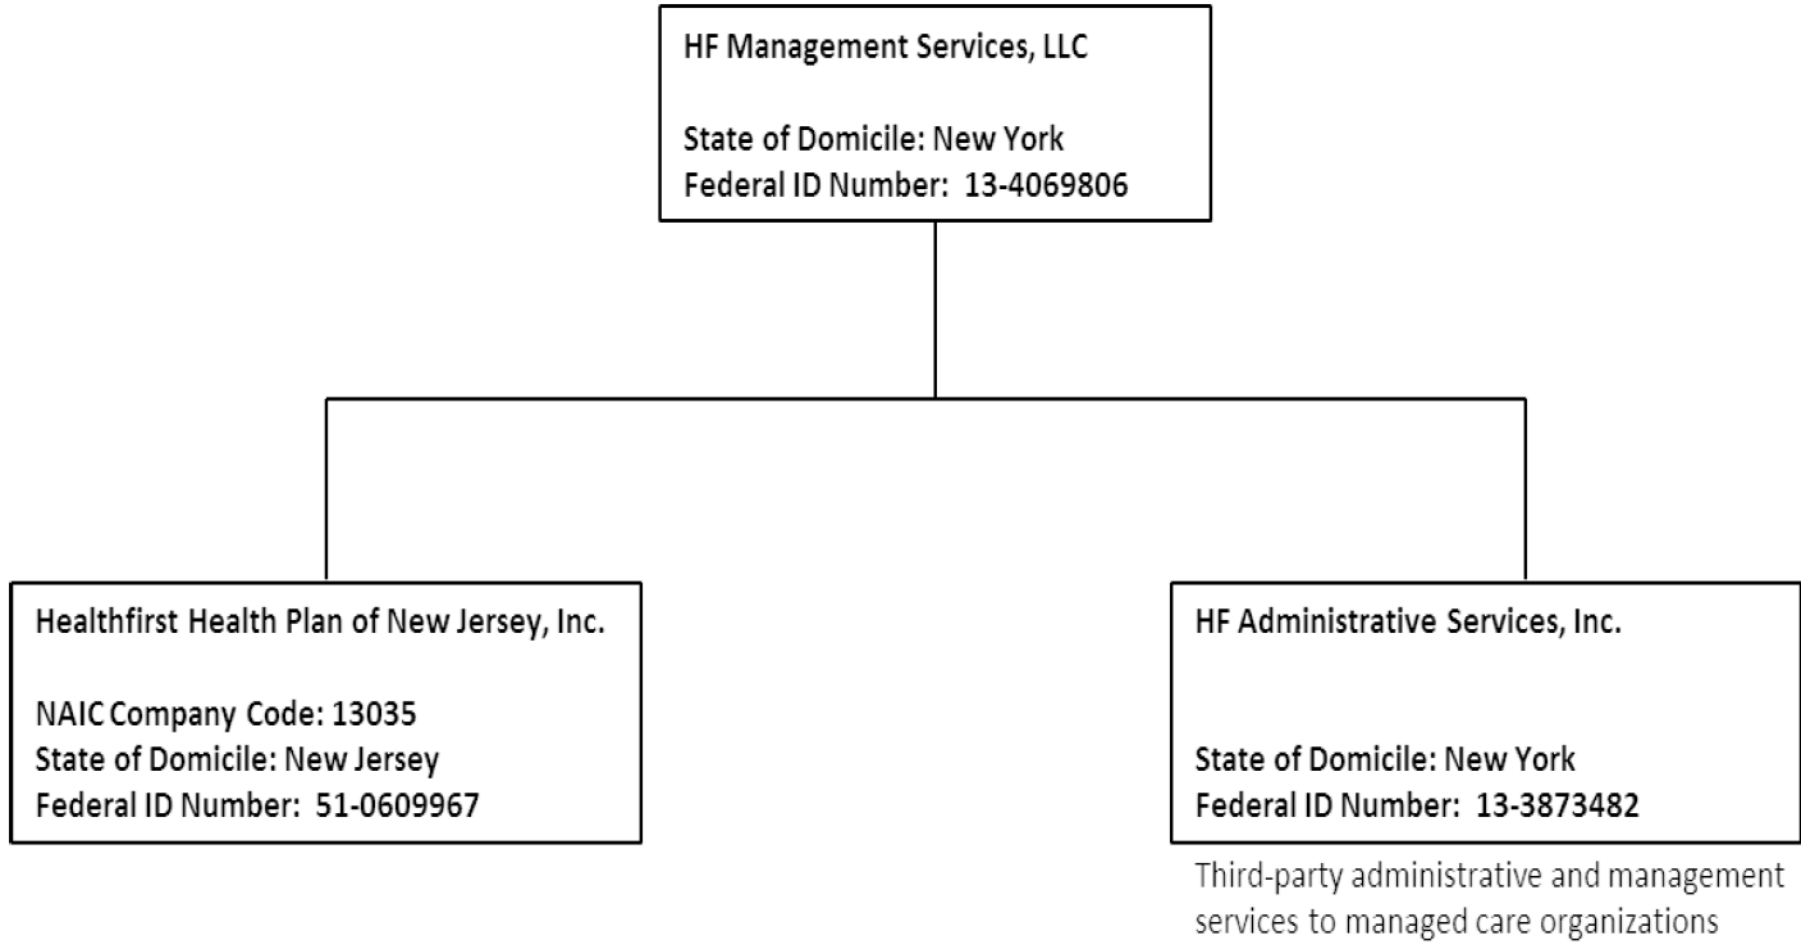 HF Management Services, LLC
State of Domicile: New York
Federal ID Number: 13-4069806
Healthfirst Health Plan of New Jersey, Inc.
NAIC Company Code: 13035
State of Domicile: New Jersey
Federal ID Number: 51-0609967
HF Administrative Services, Inc.
State of Domicile: New York
Federal ID Number: 13-3873482
Third-party administrative and management
services to managed care organizations